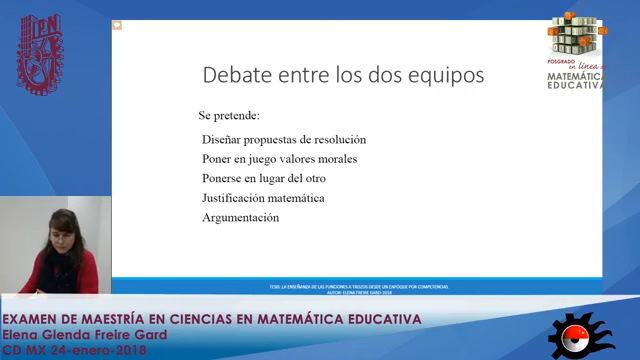 IPN
POSGRADO
en línea en
MATEMÁTICA
EDUCATIVA
Debate entre los dos equipos
Se pretende:
Diseñar propuestas de resolución
Poner en juego valores morales
Ponerse en lugar del otro
Justificación matemática
Argumentación
TESIS: LA ENSEÑANZA DE LAS FUNCIONES A TROZOS DESDE UN ENFOQUE POR COMPETENCIAS.
AUTOR: ELENA FREIRE GARD-2018
EXAMEN DE MAESTRÍA EN CIENCIAS EN MATEMÁTICA EDUCATIVA
Elena Glenda Freire Gard
CD MX 24-enero-2018